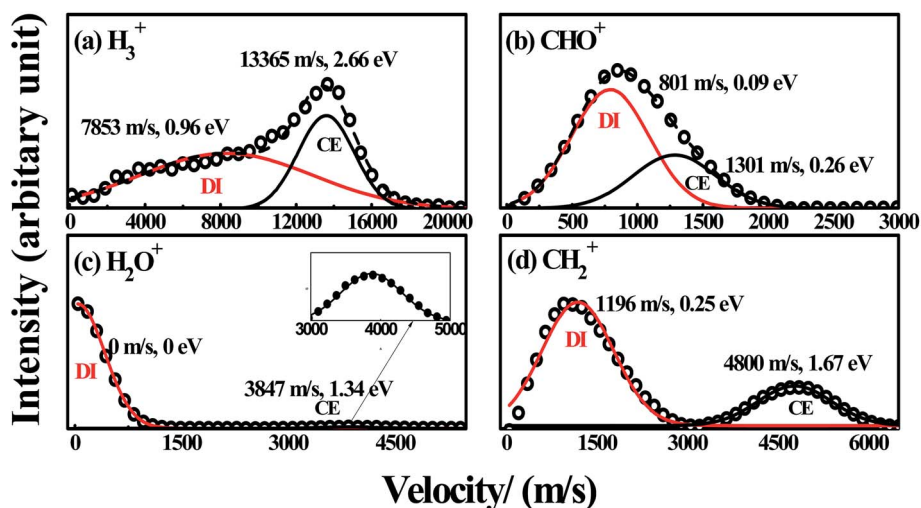 Intensity (arbitary unit)
(a) H₃⁺
13365 m/s, 2.66 eV
7853 m/s, 0.96 eV
CE
DI
0 4000 8000 12000 16000 20000
(b) CHO⁺
801 m/s, 0.09 eV
DI
1301 m/s, 0.26 eV
CE
0 500 1000 1500 2000 2500 3000
(c) H₂O⁺
3000 4000 5000
0 m/s, 0 eV
DI
3847 m/s, 1.34 eV
CE
0 1500 3000 4500
(d) CH₂⁺
1196 m/s, 0.25 eV
DI
4800 m/s, 1.67 eV
CE
0 1500 3000 4500 6000
Velocity/ (m/s)